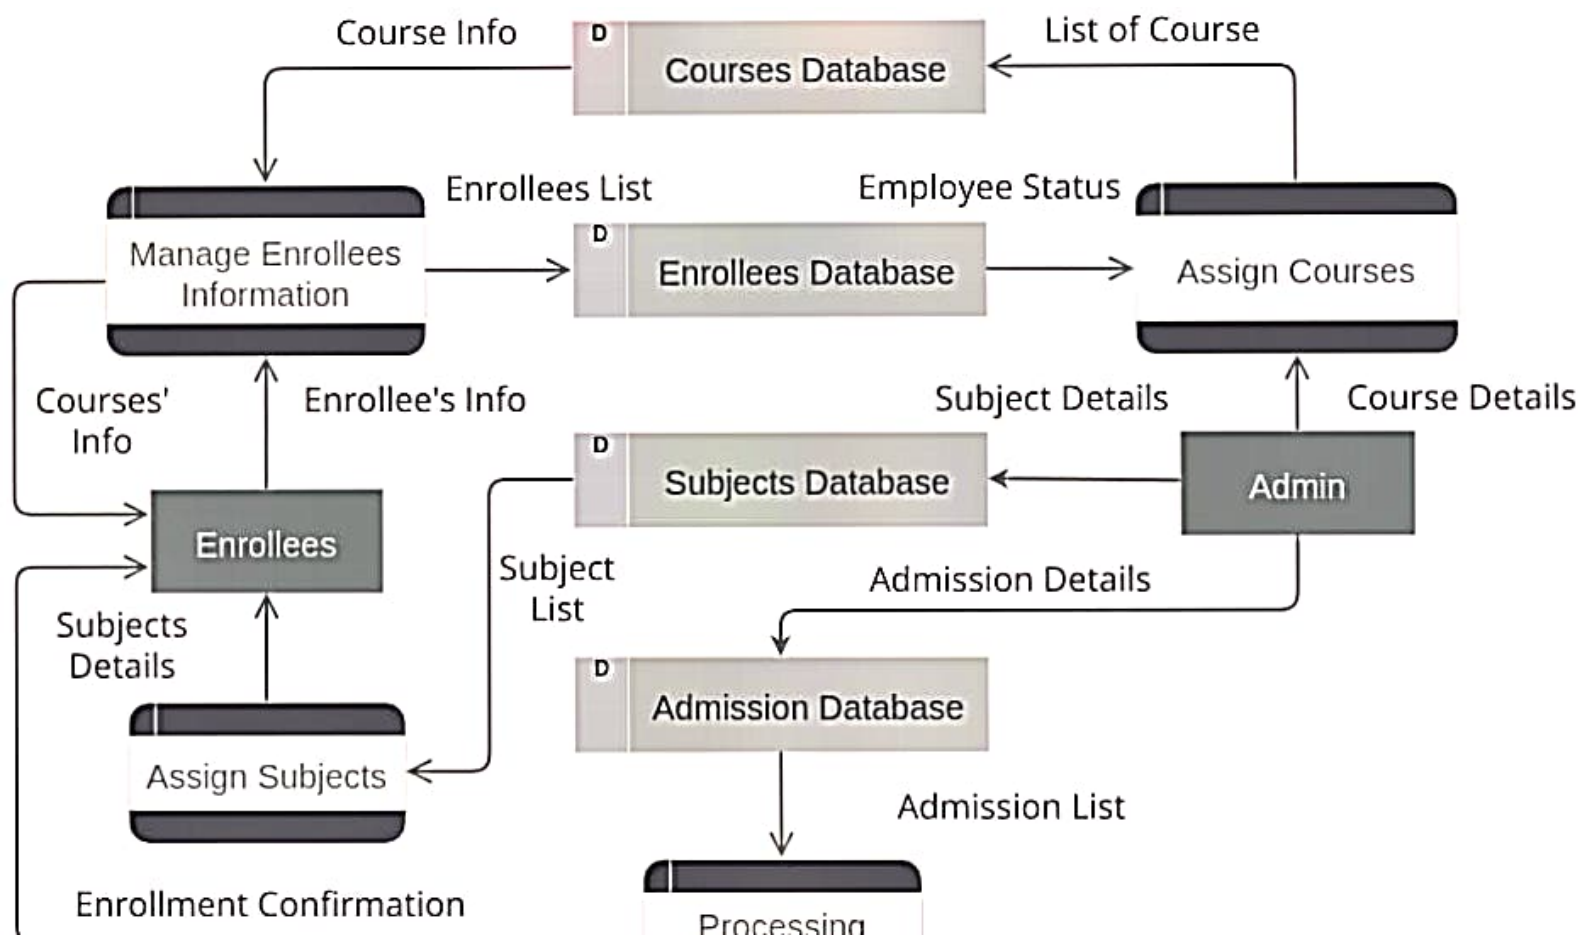 Course Info
D
Courses Database
List of Course
Enrollees List
Employee Status
Manage Enrollees
Information
D
Enrollees Database
Assign Courses
Courses'
Info
Enrollee's Info
Subject Details
Course Details
D
Subjects Database
Admin
Enrollees
Subject
List
Admission Details
Subjects
Details
D
Admission Database
Assign Subjects
Admission List
Enrollment Confirmation
Processing